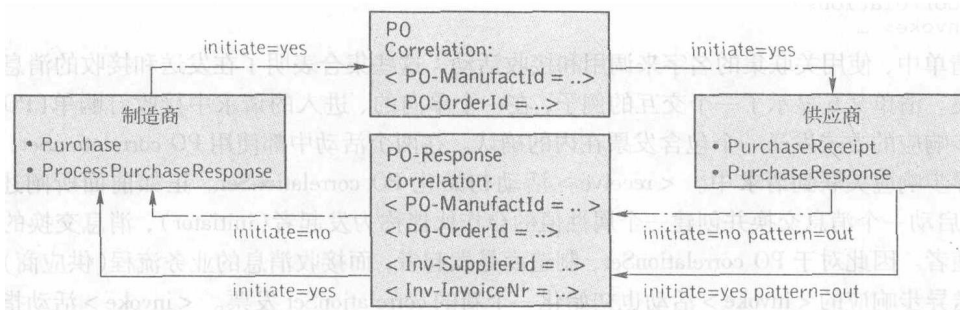 PO
Correlation:
< PO-ManufactId = ..>
< PO-OrderId = ..>
initiate=yes
initiate=yes
制造商
• Purchase
• ProcessPurchaseResponse
供应商
• PurchaseReceipt
• PurchaseResponse
PO-Response
Correlation:
< PO-ManufactId = .. >
< PO-OrderId = ..>
< Inv-SupplierId = ..>
< Inv-InvoiceNr = ..>
initiate=no
initiate=no pattern=out
initiate=yes
initiate=yes pattern=out